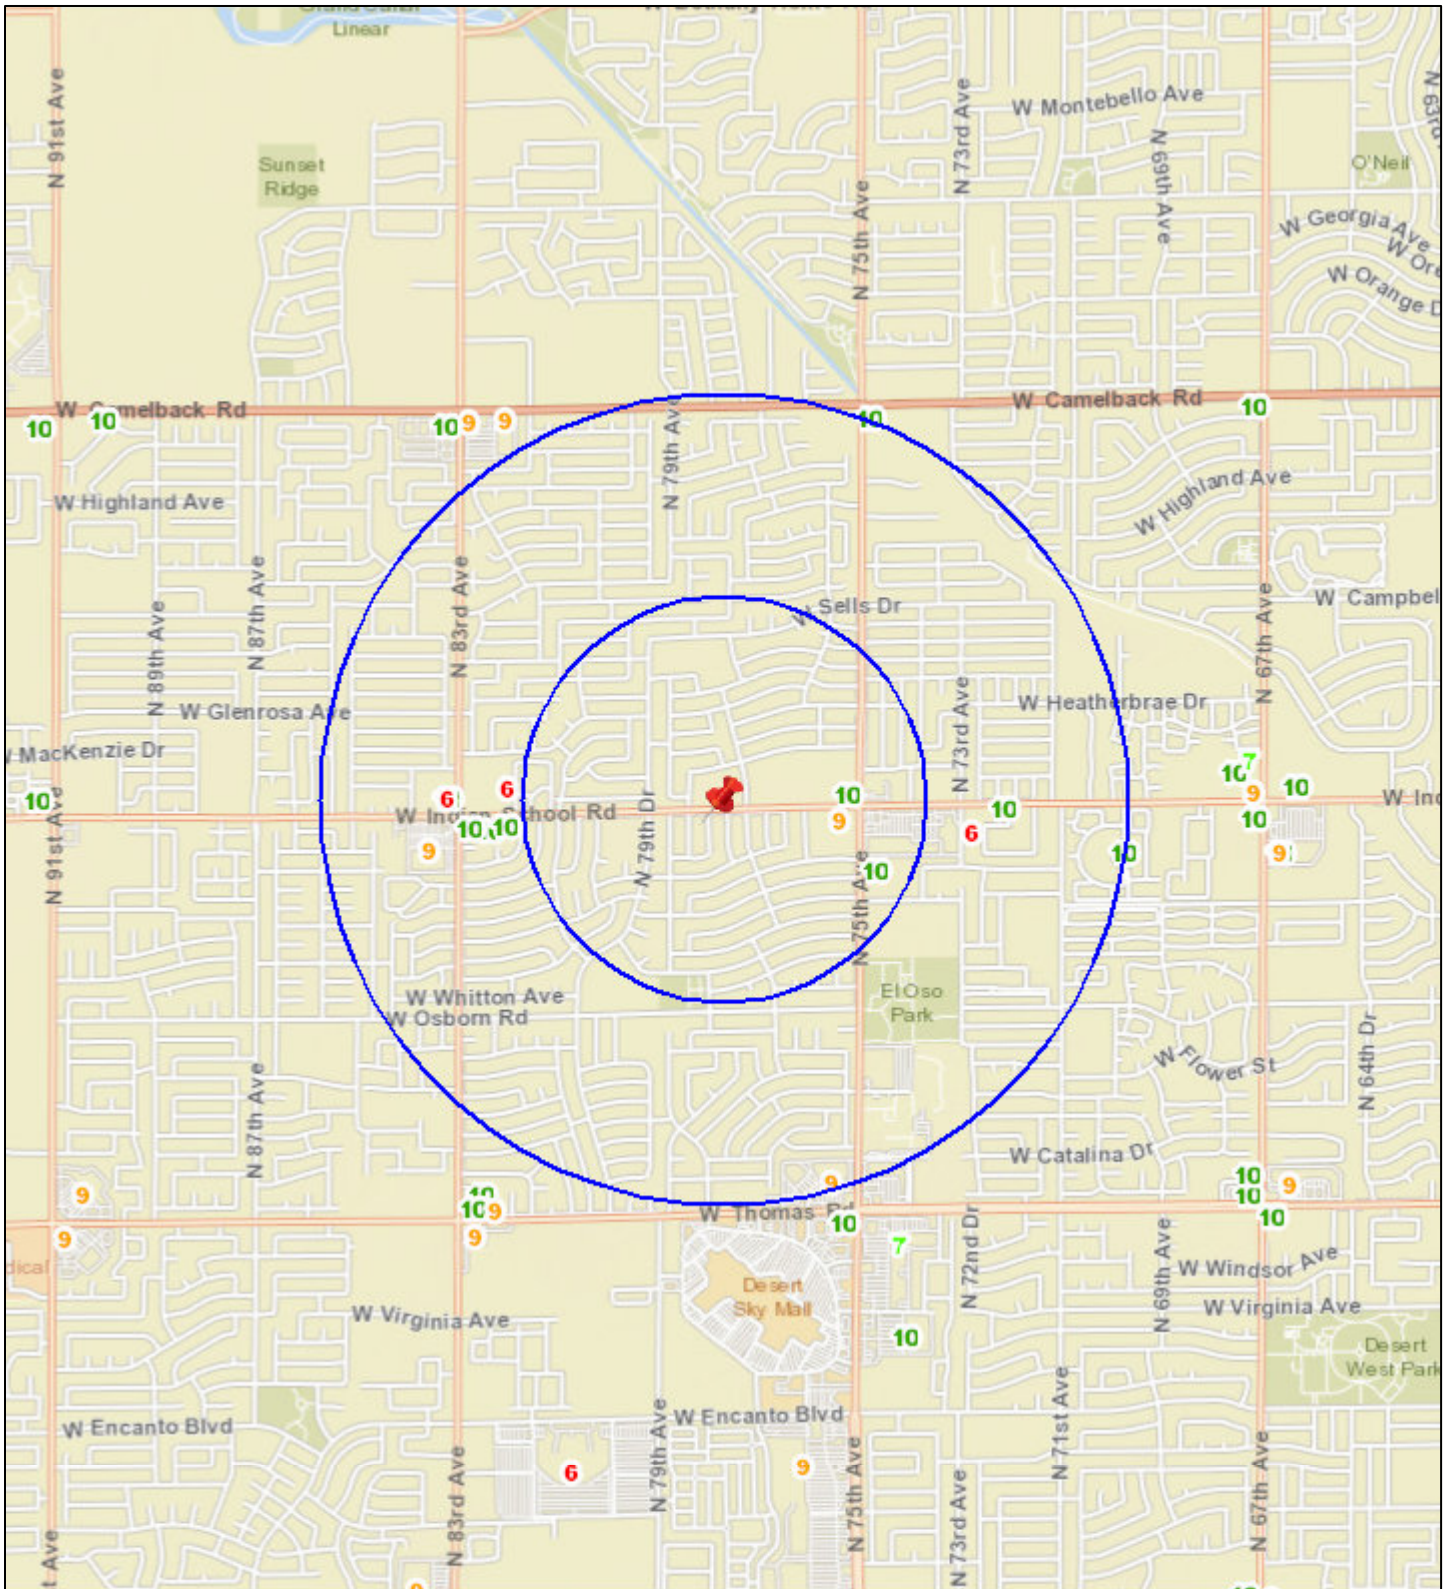 Linear
N 91st Ave
Sunset
Ridge
N 73rd Ave
W Montebello Ave
N 69th Ave
O'Neil
N 63rd
N 75th Ave
W Georgia Ave
W Orange D
W Camelback Rd
10
10
10
9
9
N 79th Ave
10
W Camelback Rd
10
W Highland Ave
W Highland Ave
N 89th Ave
N 87th Ave
N 83rd Ave
Sells Dr
N 67th Ave
W Campbel
W Glenrosa Ave
N 73rd Ave
W Heatherbrae Dr
MacKenzie Dr
7
10
10
10
N 91st Ave
6
6
W Indian School Rd
10
10
9
N 79th Dr
10
9
10
6
10
N 75th Ave
10
9
10
9
W Ind
W Whitton Ave
W Osborn Rd
El Oso
Park
W Flower St
N 64th Dr
N 87th Ave
W Catalina Dr
9
9
10
10
9
9
W Thomas Rd
9
10
7
10
10
10
9
10
dical
Desert
Sky Mall
N 72nd Dr
N 69th Ave
W Windsor Ave
W Virginia Ave
W Virginia Ave
Desert
West Park
W Encanto Blvd
N 83rd Ave
6
N 79th Ave
W Encanto Blvd
9
N 75th Ave
N 73rd Ave
N 71st Ave
N 67th Ave
t Ave